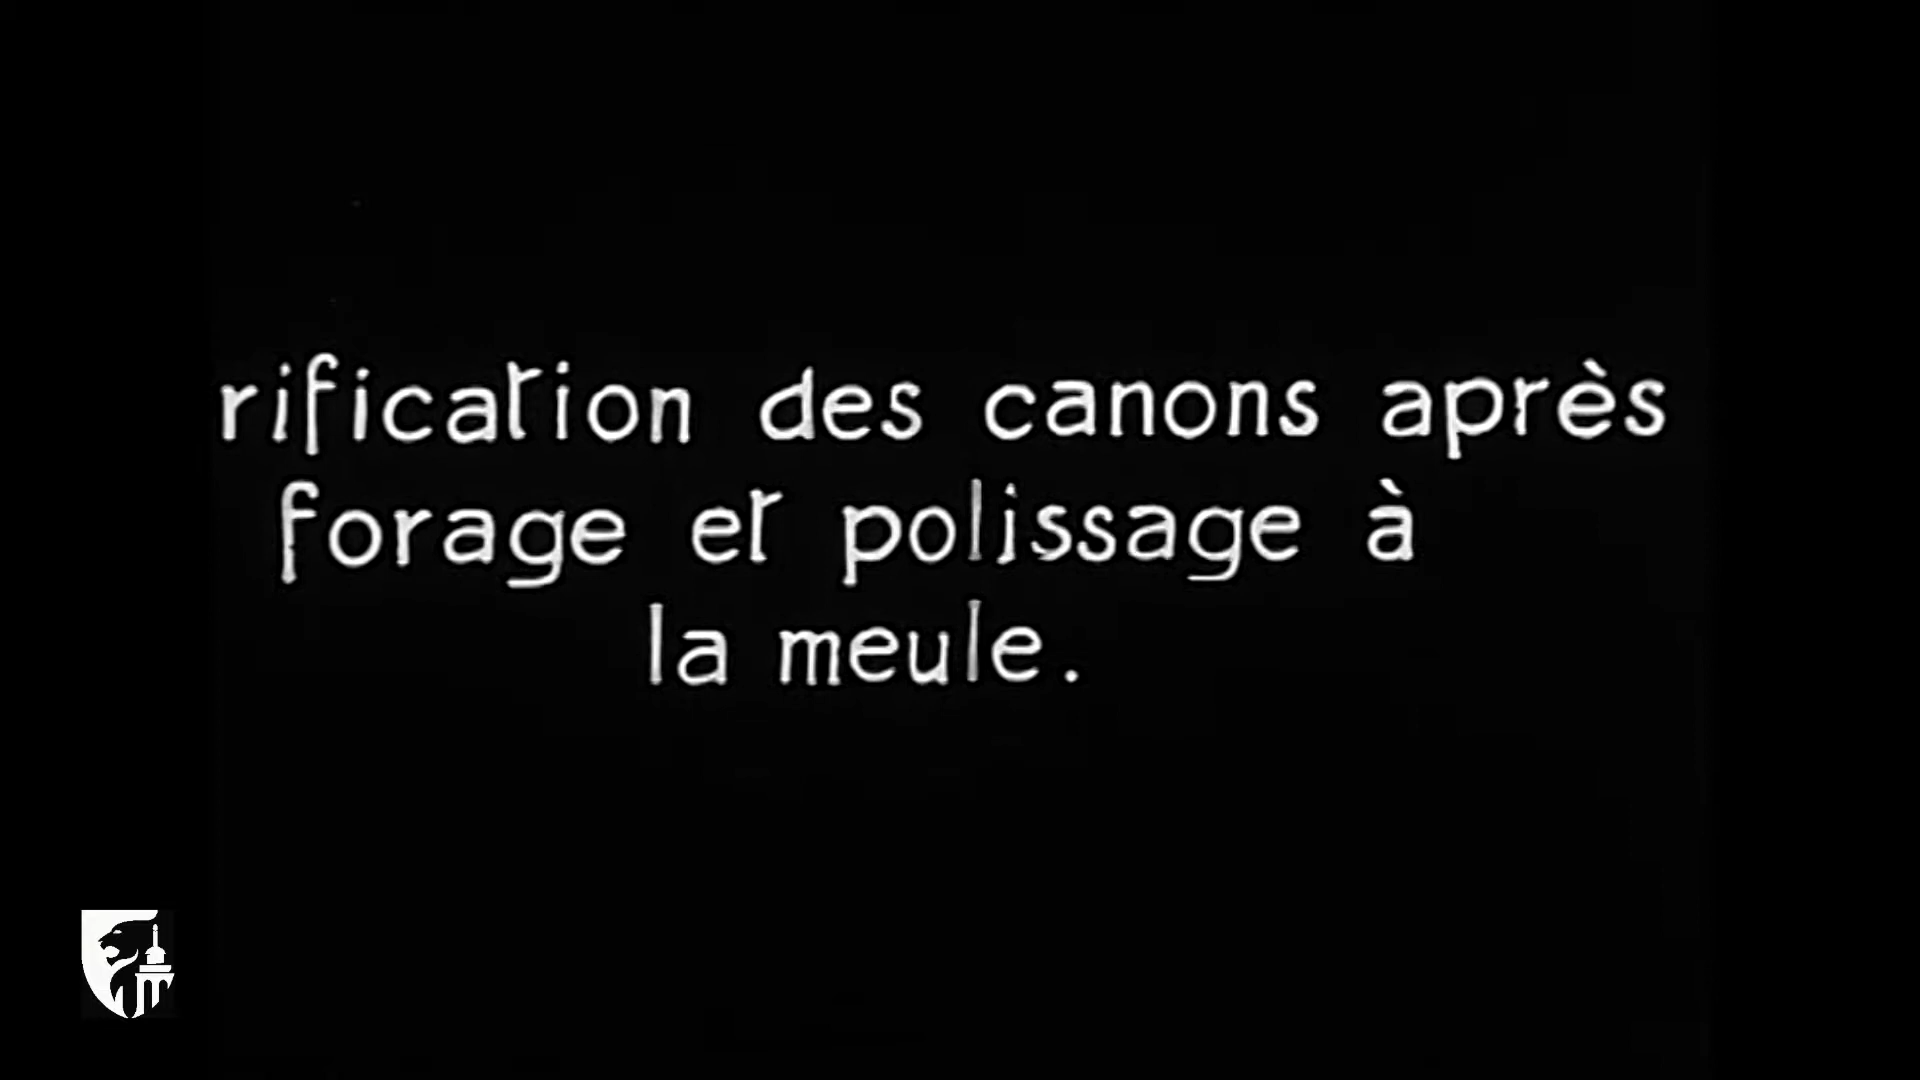 rification des canons après
forage et polissage à
la meule.